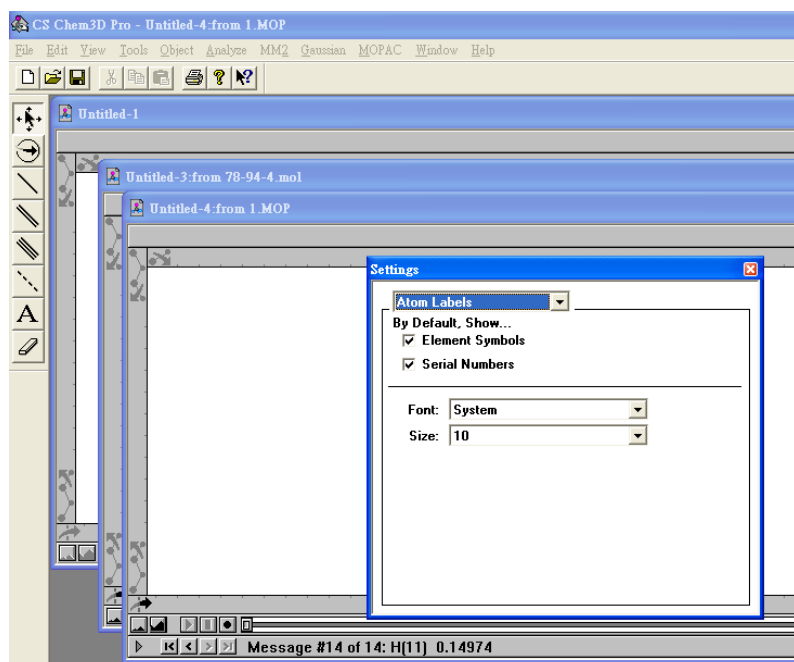 CS Chem3D Pro - Untitled-4:from 1.MOP
File Edit View Tools Object Analyze MM2 Gaussian MOPAC Window Help
Untitled-1
Untitled-3:from 78-94-4.mol
Untitled-4:from 1.MOP
Settings
Atom Labels
By Default, Show...
Element Symbols
Serial Numbers
Font: System
Size: 10
A
Message #14 of 14: H(11) 0.14974